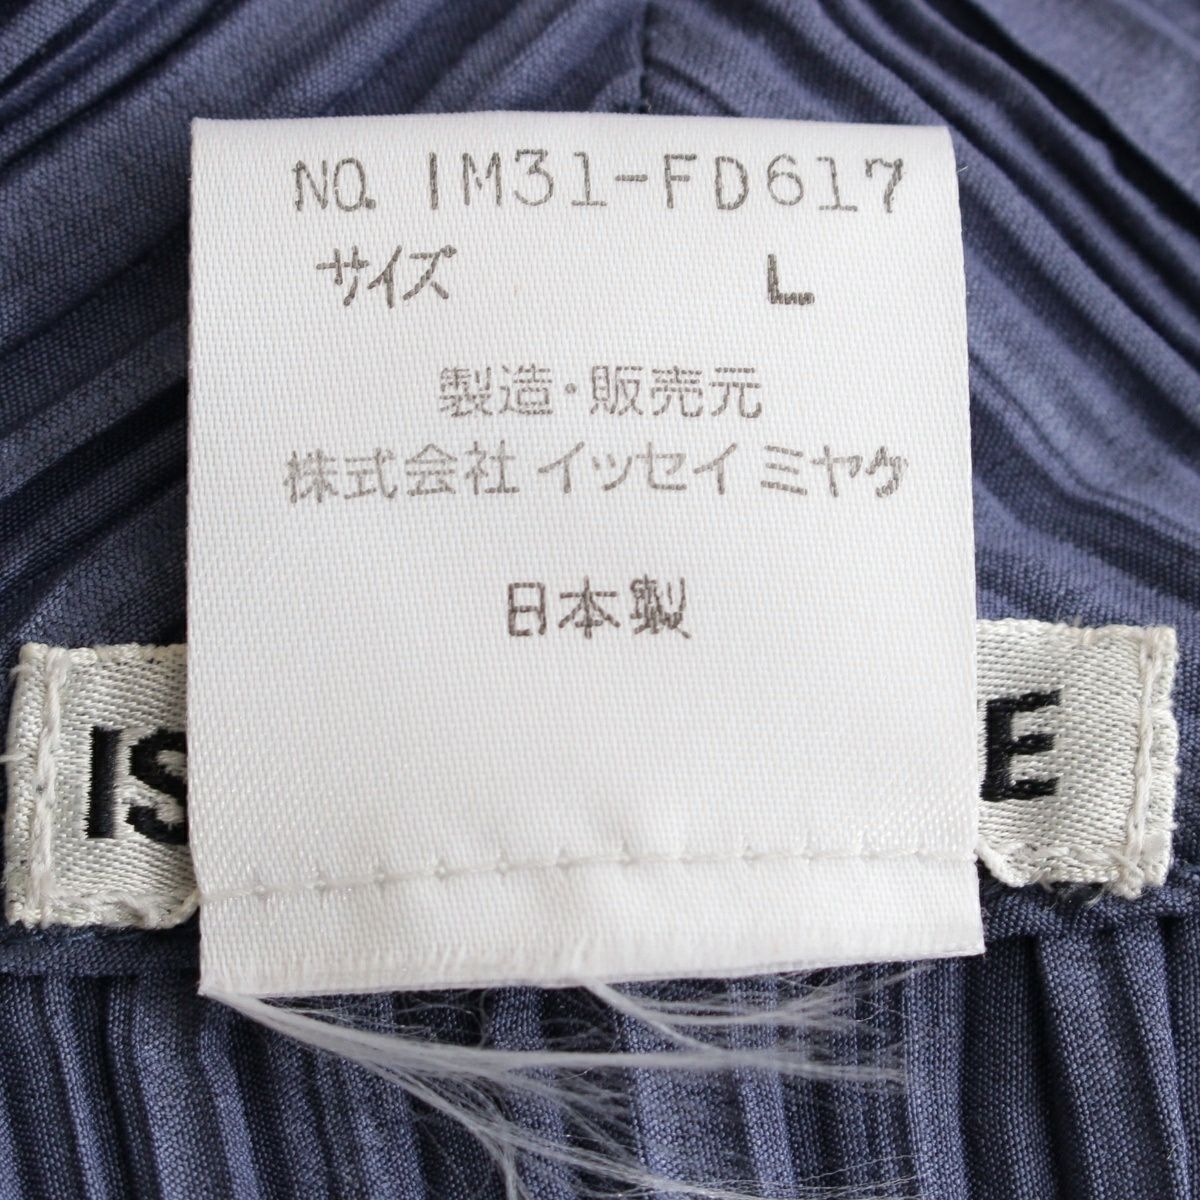 NO. IM31-FD617
サイズ L
製造・販売元
株式会社 イッセイ ミヤケ
日本製
IS E